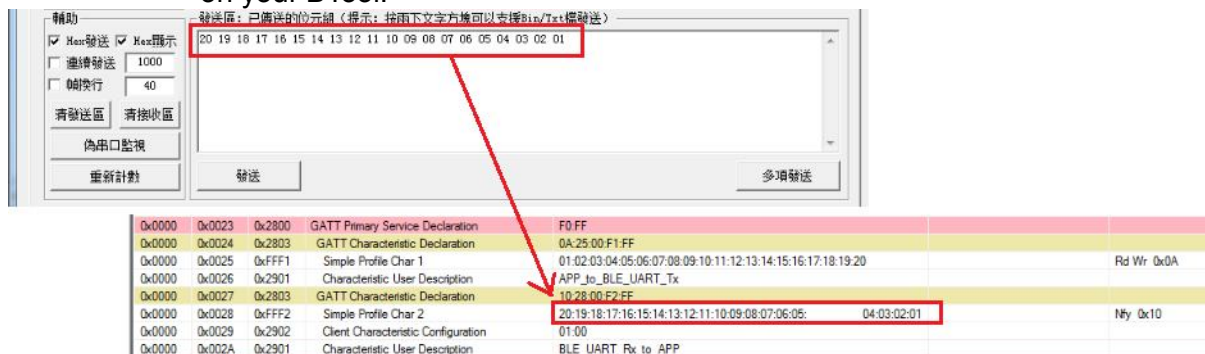 on your D1001.
輔助
發送區: 已傳送的位元組 (提示: 按兩下文字方塊可以支援Bin/Txt檔發送)
Hex發送 Hex顯示
20 19 18 17 16 15 14 13 12 11 10 09 08 07 06 05 04 03 02 01
連續發送 1000
幀換行 40
清發送區 清接收區
偽串口監視
重新計數 發送 多項發送
0x0000 0x0023 0x2800 GATT Primary Service Declaration F0:FF
0x0000 0x0024 0x2803 GATT Characteristic Declaration 0A:25:00:F1:FF
0x0000 0x0025 0xFFF1 Simple Profile Char 1 01:02:03:04:05:06:07:08:09:10:11:12:13:14:15:16:17:18:19:20 Rd Wr 0x0A
0x0000 0x0026 0x2901 Characteristic User Description APP_to_BLE_UART_Tx
0x0000 0x0027 0x2803 GATT Characteristic Declaration 10:28:00:F2:FF
0x0000 0x0028 0xFFF2 Simple Profile Char 2 20:19:18:17:16:15:14:13:12:11:10:09:08:07:06:05: 04:03:02:01 Nfy 0x10
0x0000 0x0029 0x2902 Client Characteristic Configuration 01:00
0x0000 0x002A 0x2901 Characteristic User Description BLE_UART_Rx_to_APP